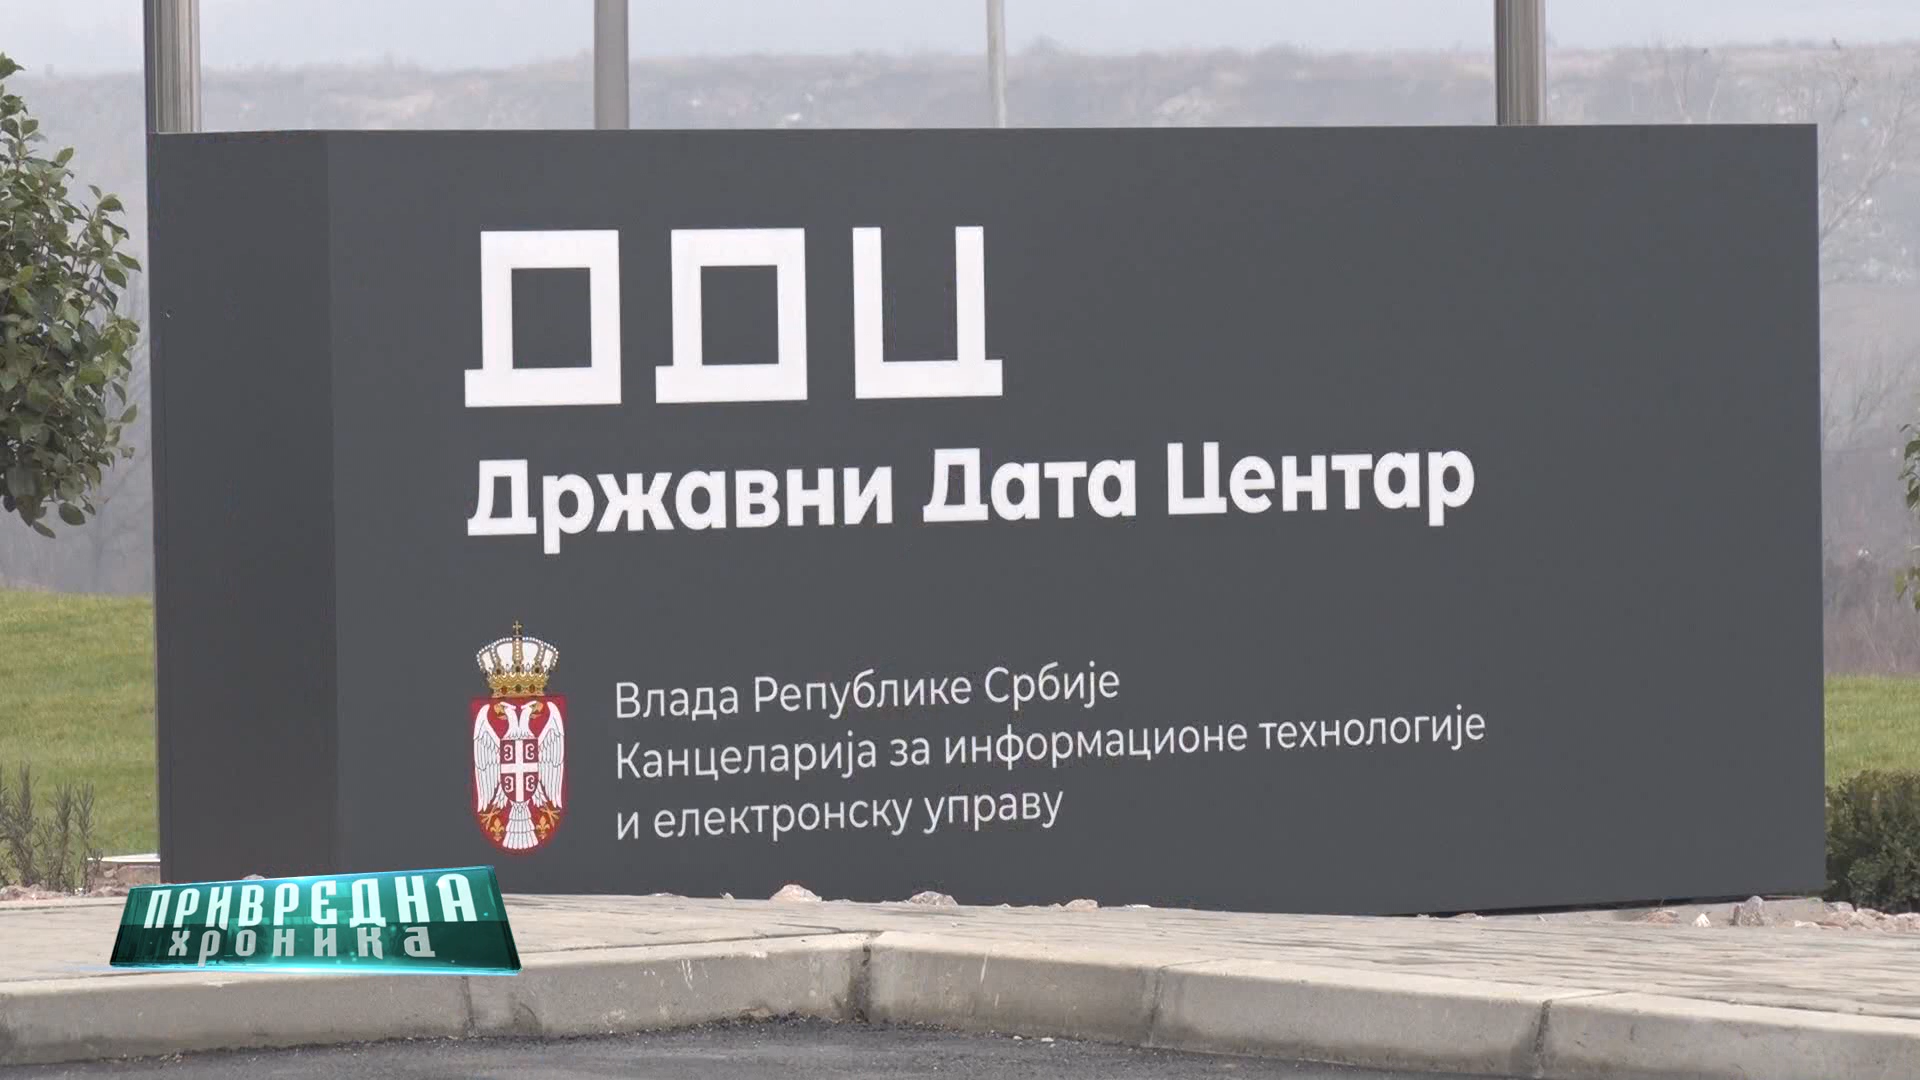 ДДЦ
Државни Дата Центар
Влада Републике Србије
Канцеларија за информационе технологије
и електронску управу
ПРИВРЕДНА
хроника